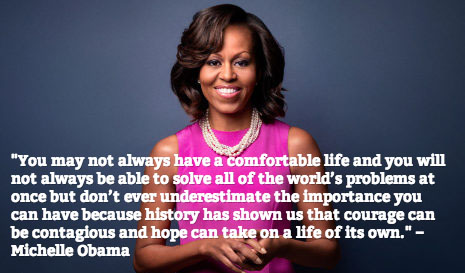 "You may not always have a comfortable life and you will
not always be able to solve all of the world's problems at
once but don't ever underestimate the importance you
can have because history has shown us that courage can
be contagious and hope can take on a life of its own." –
Michelle Obama